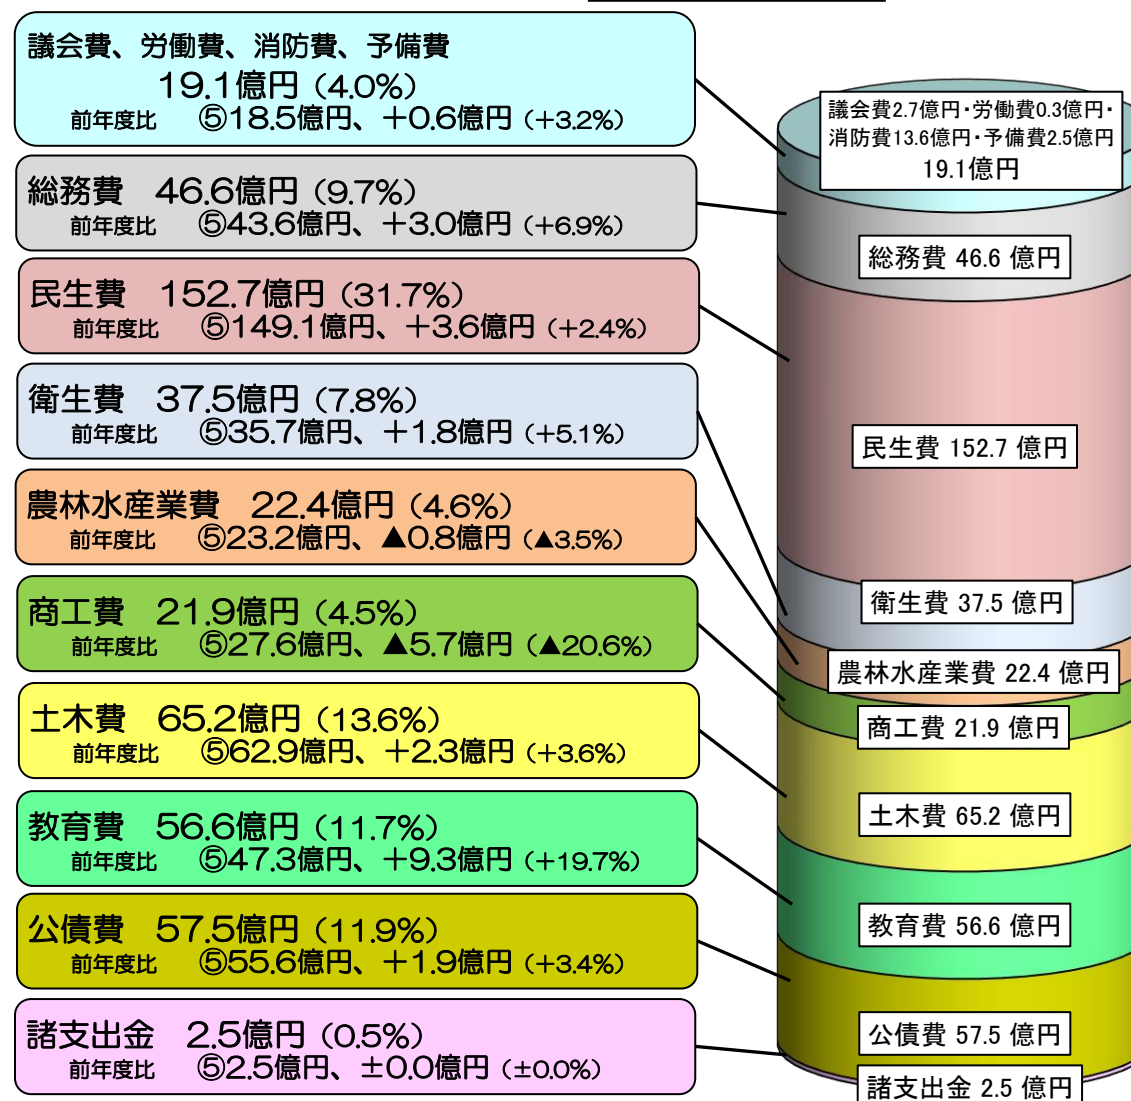 議会費、労働費、消防費、予備費
19.1億円（4.0%）
前年度比　⑤18.5億円、＋0.6億円（＋3.2%）
総務費　46.6億円（9.7%）
前年度比　⑤43.6億円、＋3.0億円（＋6.9%）
民生費　152.7億円（31.7%）
前年度比　⑤149.1億円、＋3.6億円（＋2.4%）
衛生費　37.5億円（7.8%）
前年度比　⑤35.7億円、＋1.8億円（＋5.1%）
農林水産業費　22.4億円（4.6%）
前年度比　⑤23.2億円、▲0.8億円（▲3.5%）
商工費　21.9億円（4.5%）
前年度比　⑤27.6億円、▲5.7億円（▲20.6%）
土木費　65.2億円（13.6%）
前年度比　⑤62.9億円、＋2.3億円（＋3.6%）
教育費　56.6億円（11.7%）
前年度比　⑤47.3億円、＋9.3億円（＋19.7%）
公債費　57.5億円（11.9%）
前年度比　⑤55.6億円、＋1.9億円（＋3.4%）
諸支出金　2.5億円（0.5%）
前年度比　⑤2.5億円、±0.0億円（±0.0%）
議会費2.7億円・労働費0.3億円・
消防費13.6億円・予備費2.5億円
19.1億円
総務費 46.6 億円
民生費 152.7 億円
衛生費 37.5 億円
農林水産業費 22.4 億円
商工費 21.9 億円
土木費 65.2 億円
教育費 56.6 億円
公債費 57.5 億円
諸支出金 2.5 億円